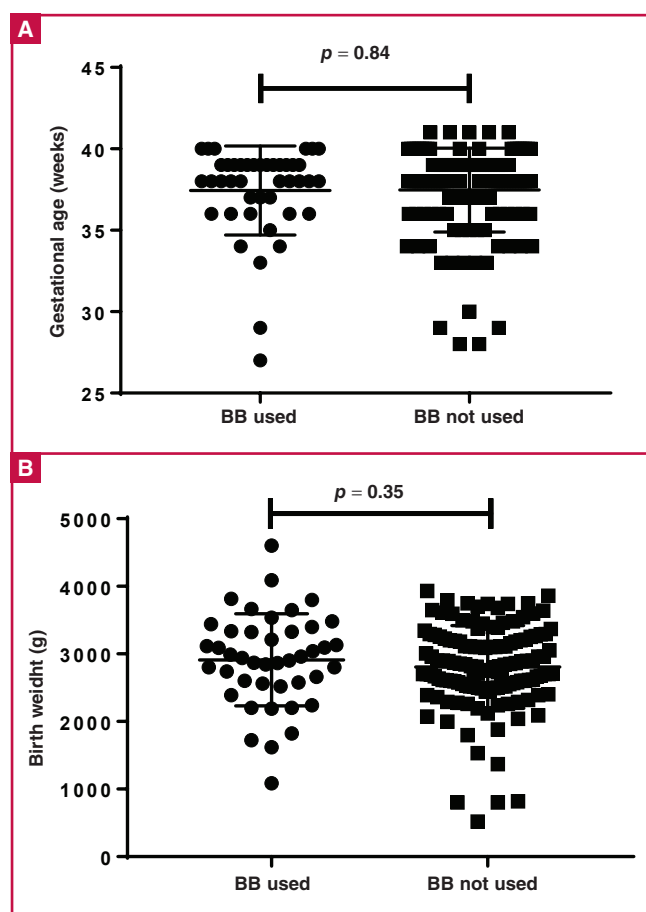 A
p = 0.84
45
40
35
30
25
Gestational age (weeks)
BB used
BB not used
B
p = 0.35
5000
4000
3000
2000
1000
0
Birth weidht (g)
BB used
BB not used